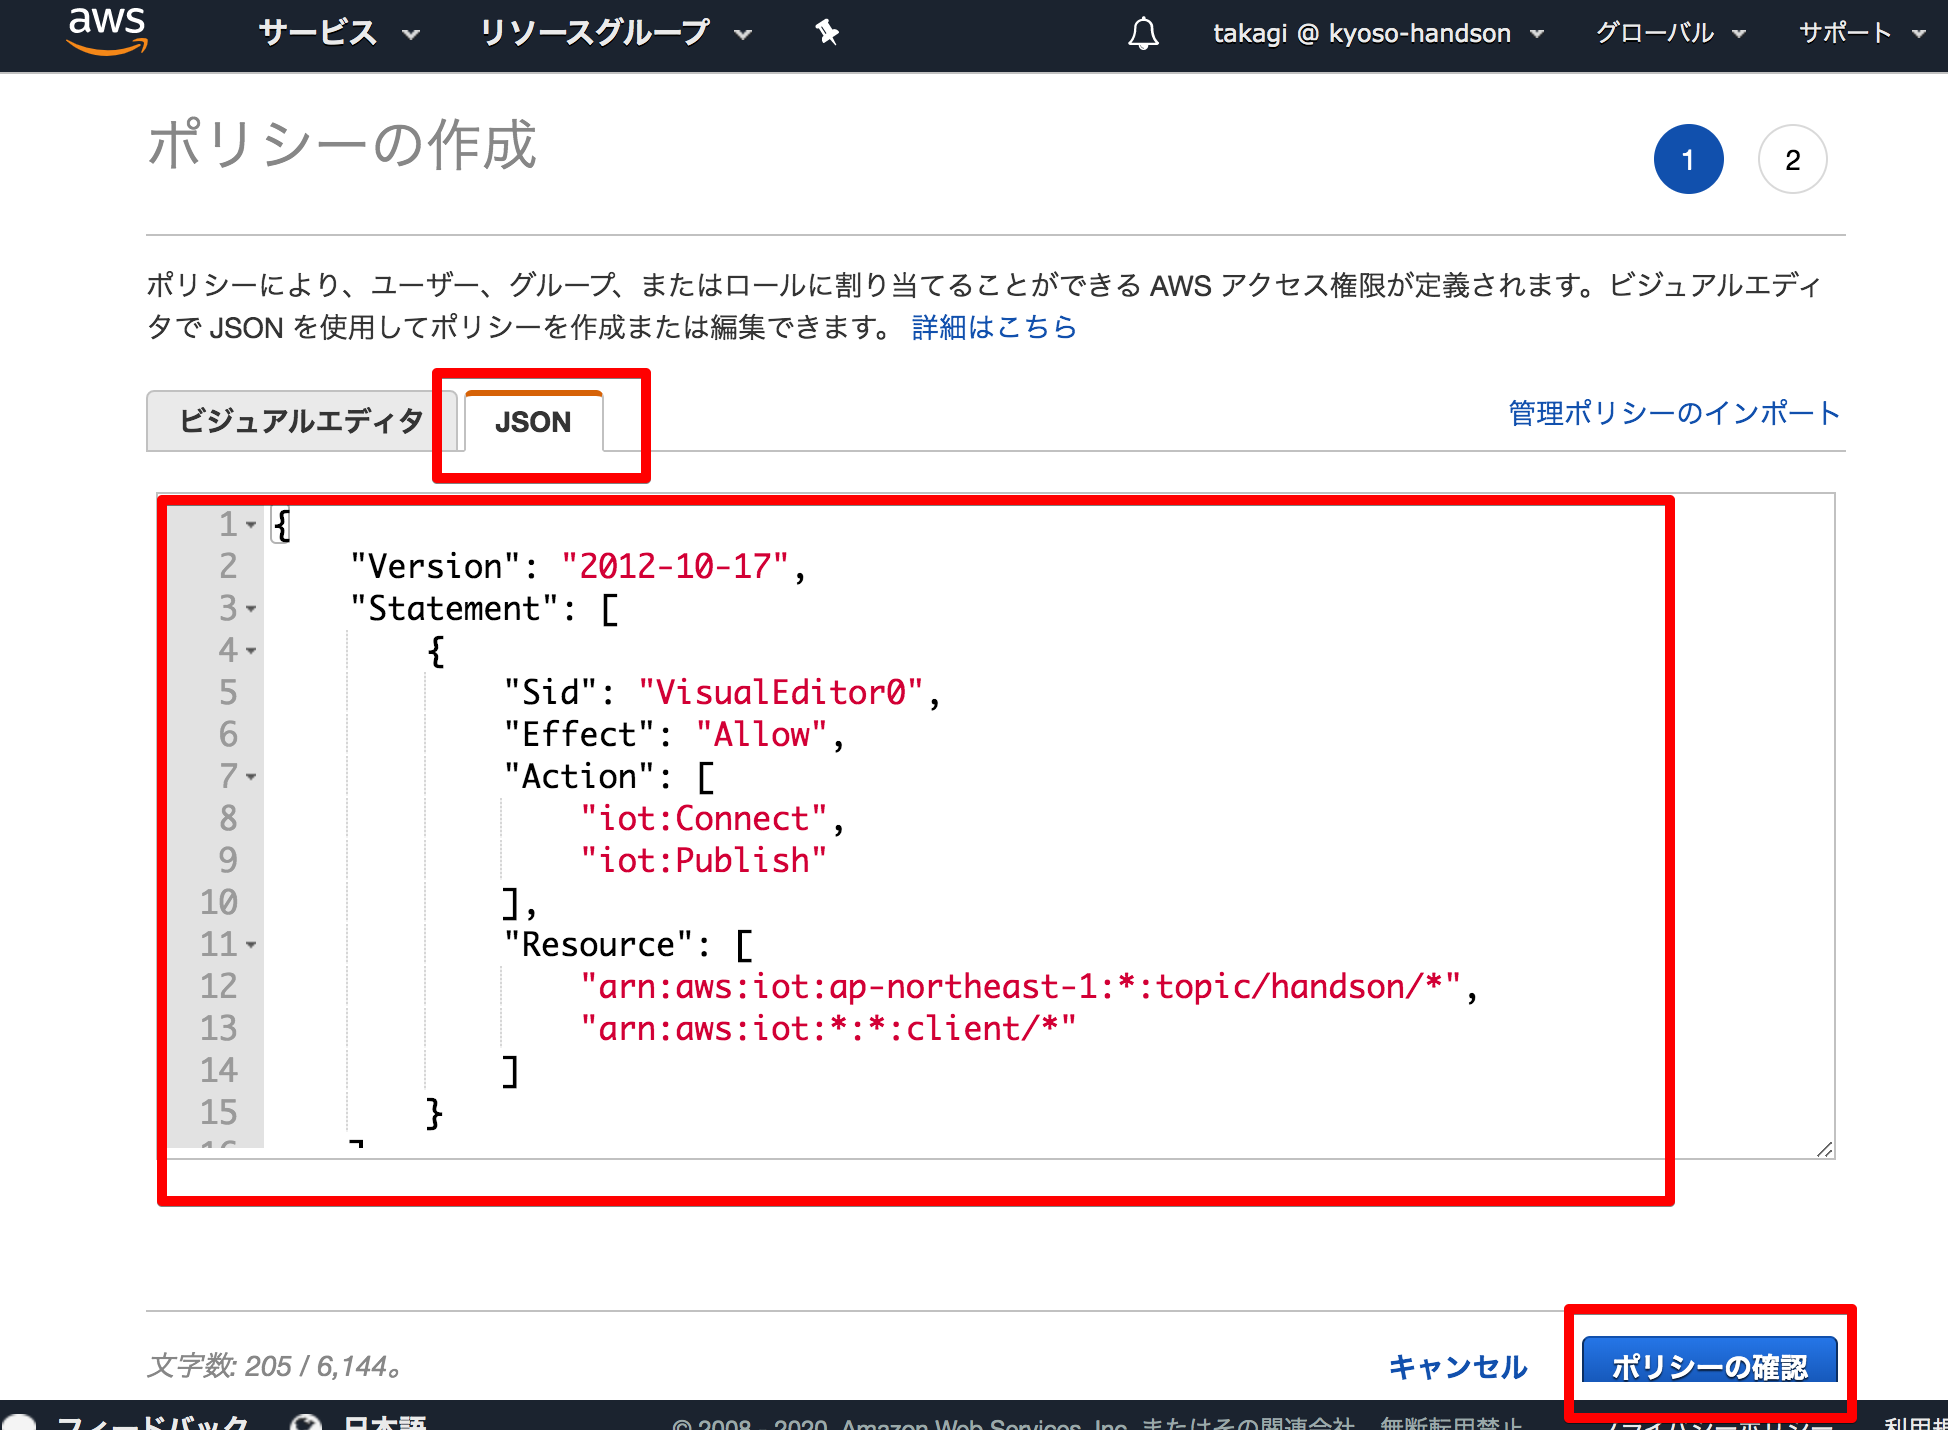 aws サービス リソースグループ takagi @ kyoso-handson グローバル サポート
ポリシーの作成
1 2
ポリシーにより、ユーザー、グループ、またはロールに割り当てることができる AWS アクセス権限が定義されます。ビジュアルエディ
タで JSON を使用してポリシーを作成または編集できます。 詳細はこちら
ビジュアルエディタ JSON 管理ポリシーのインポート
1 {
2 "Version": "2012-10-17",
3 "Statement": [
4 {
5 "Sid": "VisualEditor0",
6 "Effect": "Allow",
7 "Action": [
8 "iot:Connect",
9 "iot:Publish"
10 ],
11 "Resource": [
12 "arn:aws:iot:ap-northeast-1:*:topic/handson/*",
13 "arn:aws:iot:*:*:client/*"
14 ]
15 }
16 ]
文字数: 205 / 6,144。
キャンセル ポリシーの確認
フィードバック 日本語 © 2008 - 2020, Amazon Web Services, Inc. またはその関連会社。無断転用禁止 プライバシーポリシー 利用規